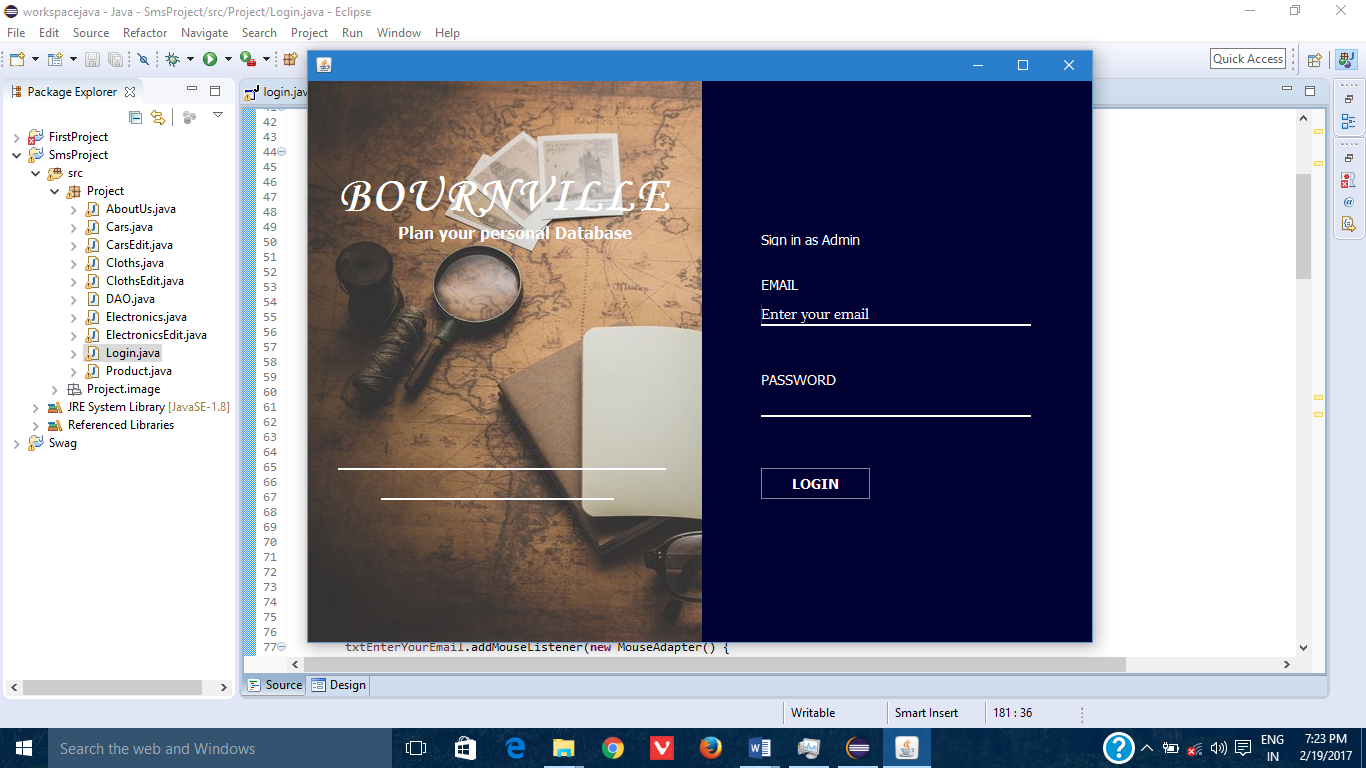 workspacejava - Java - SmsProject/src/Project/Login.java - Eclipse
File Edit Source Refactor Navigate Search Project Run Window Help
Quick Access
Package Explorer
FirstProject
SmsProject
src
Project
AboutUs.java
Cars.java
CarsEdit.java
Cloths.java
ClothsEdit.java
DAO.java
Electronics.java
ElectronicsEdit.java
Login.java
Product.java
Project.image
JRE System Library [JavaSE-1.8]
Referenced Libraries
Swag
login.jav
42
43
44
45
46
47
48
49
50
51
52
53
54
55
56
57
58
59
60
61
62
63
64
65
66
67
68
69
70
71
72
73
74
75
76
77 txtEnterYourEmail.addMouseListener(new MouseAdapter() {
BOURNVILLE
Plan your personal Database
Sign in as Admin
EMAIL
Enter your email
PASSWORD
LOGIN
Source Design
Writable Smart Insert 181 : 36
Search the web and Windows
ENG
IN
7:23 PM
2/19/2017